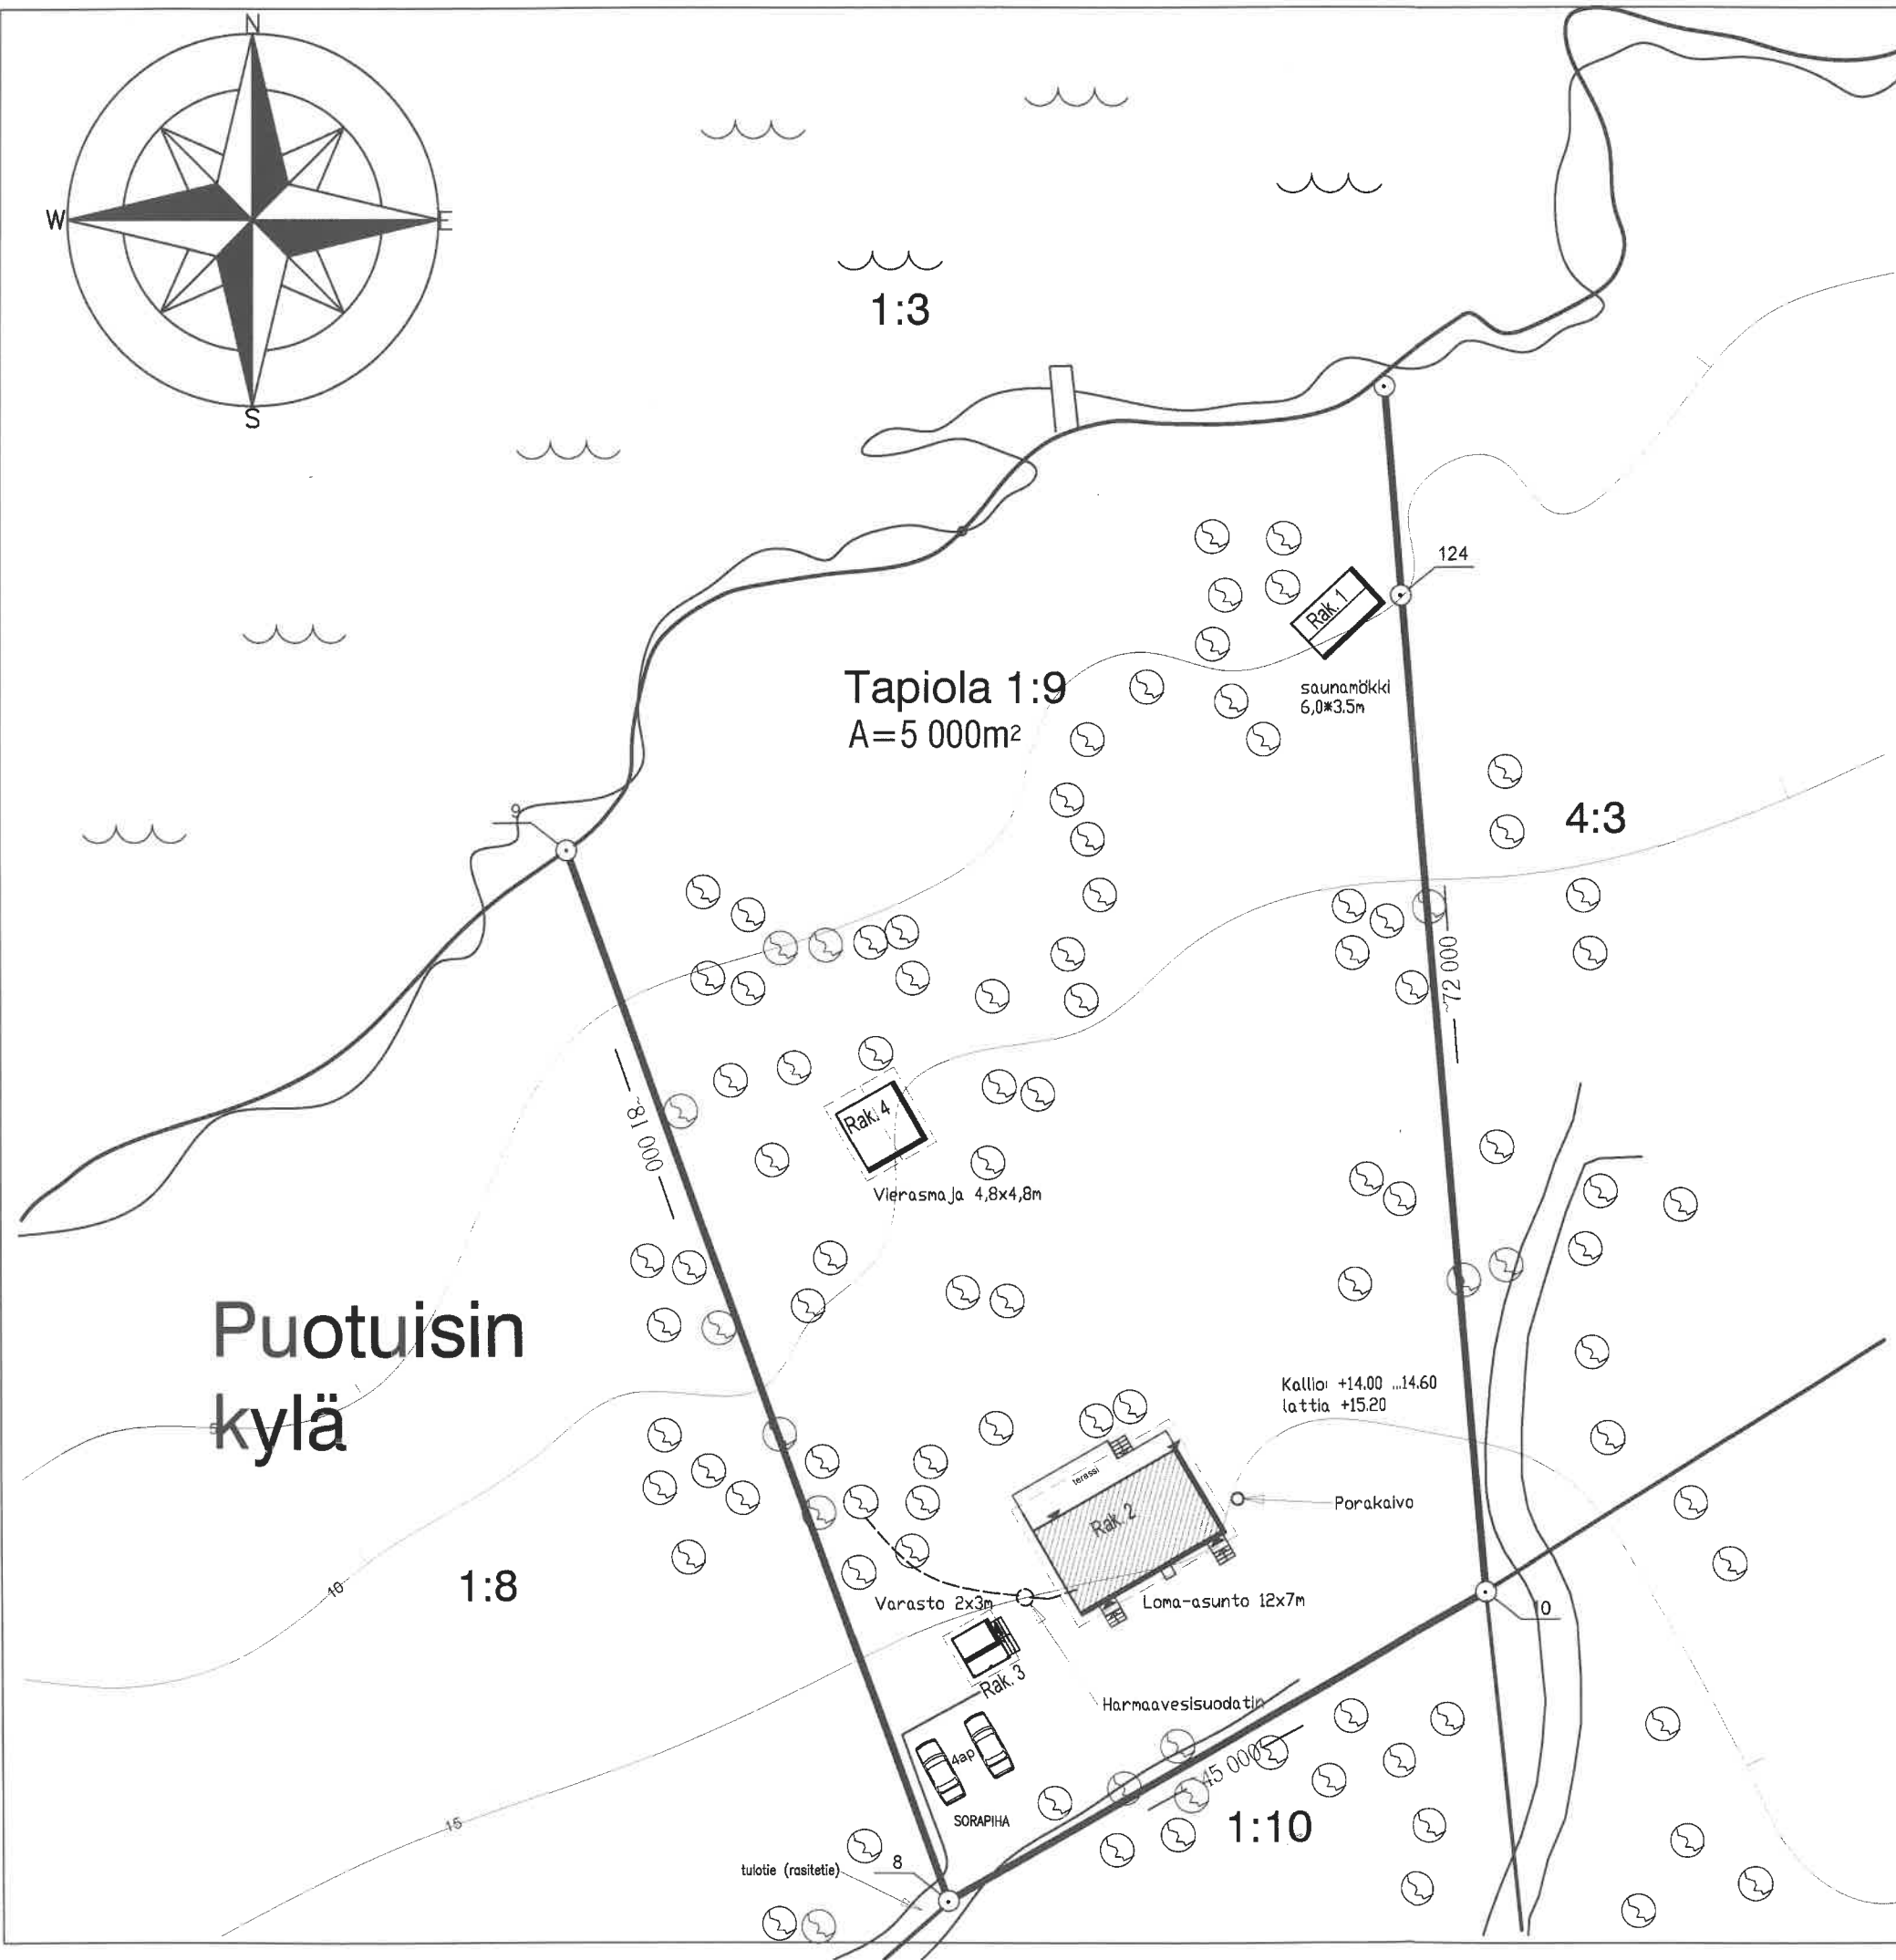 N
W
E
S
1:3
124
Rak. 1
saunamökki
6,0*3.5m
Tapiola 1:9
A=5 000m²
9
4:3
~72 000
~81 000
Rak. 4
Vierasmaja 4,8x4,8m
Puotuisin
kylä
5
Kallio: +14.00 ...14.60
lattia +15.20
terassi
Rak. 2
Porakaivo
10
1:8
Varasto 2x3m
Loma-asunto 12x7m
10
Rak. 3
Harmaavesisuodatin
4ap
45 000
SORAPIHA
15
1:10
tulotie (rasitetie)
8